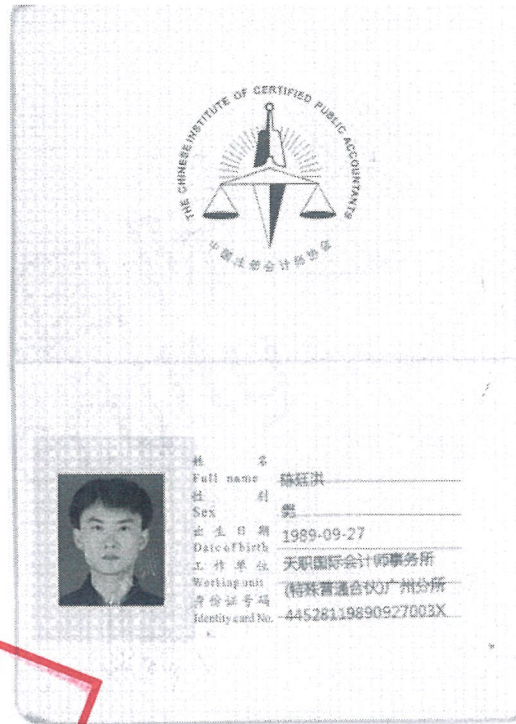 THE CHINESE INSTITUTE OF CERTIFIED PUBLIC ACCOUNTANTS
中国注册会计师协会
姓 名
Full name 陈廷洪
性 别
Sex 男
出 生 日 期 1989-09-27
Date of birth
工 作 单 位 天职国际会计师事务所
Working unit (特殊普通合伙)广州分所
身份证号码
Identity card No. 44528119890927003X